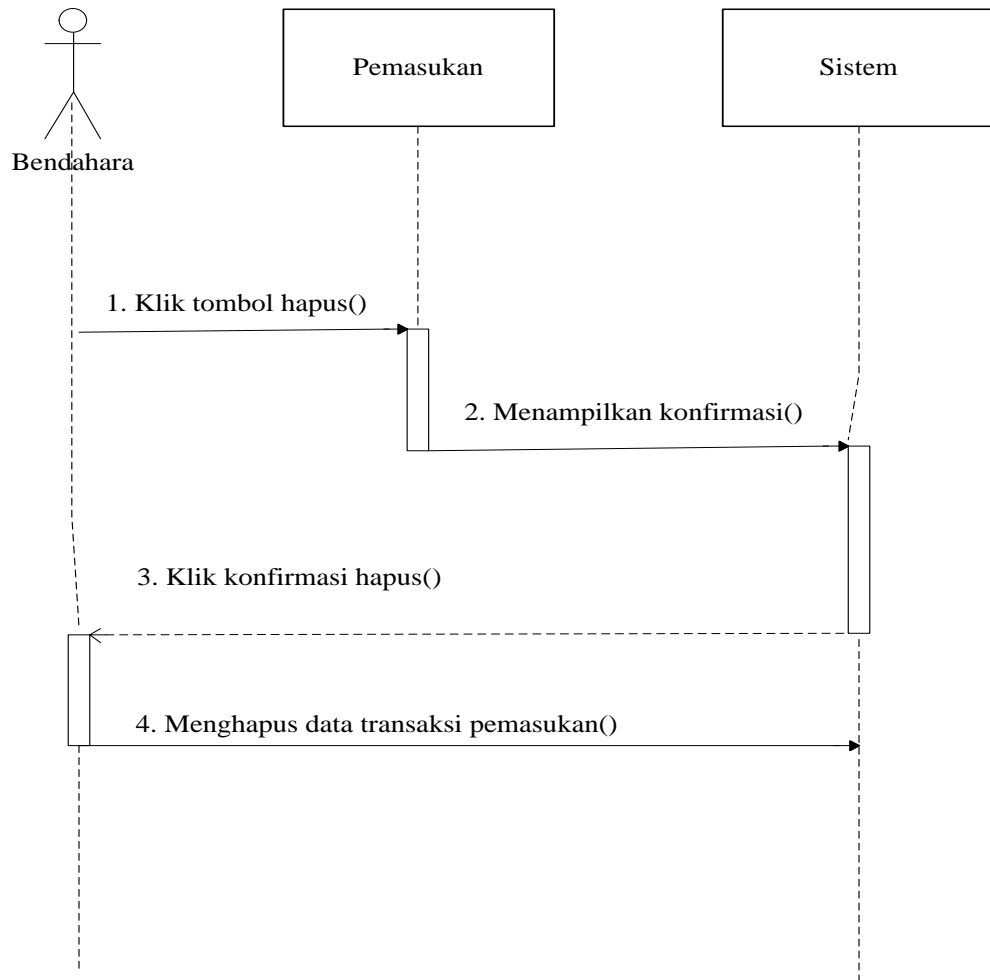 Pemasukan
Sistem
Bendahara
1. Klik tombol hapus()
2. Menampilkan konfirmasi()
3. Klik konfirmasi hapus()
4. Menghapus data transaksi pemasukan()